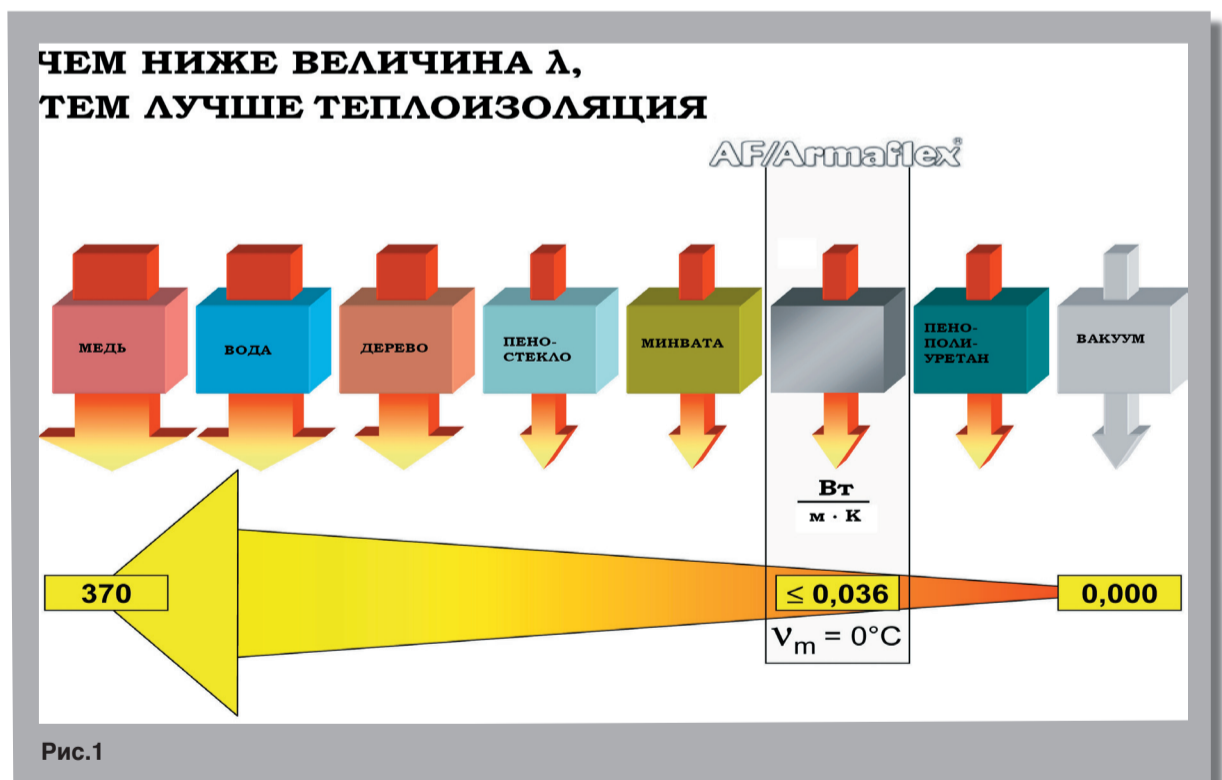 ЧЕМ НИЖЕ ВЕЛИЧИНА λ,
ТЕМ ЛУЧШЕ ТЕПЛОИЗОЛЯЦИЯ
AF/Armaflex®
МЕДЬ
ВОДА
ДЕРЕВО
ПЕНО-
СТЕКЛО
МИНВАТА
ПЕНО-
ПОЛИ-
УРЕТАН
ВАКУУМ
Вт
м · К
370
≤ 0,036
0,000
νm = 0°C
Рис.1